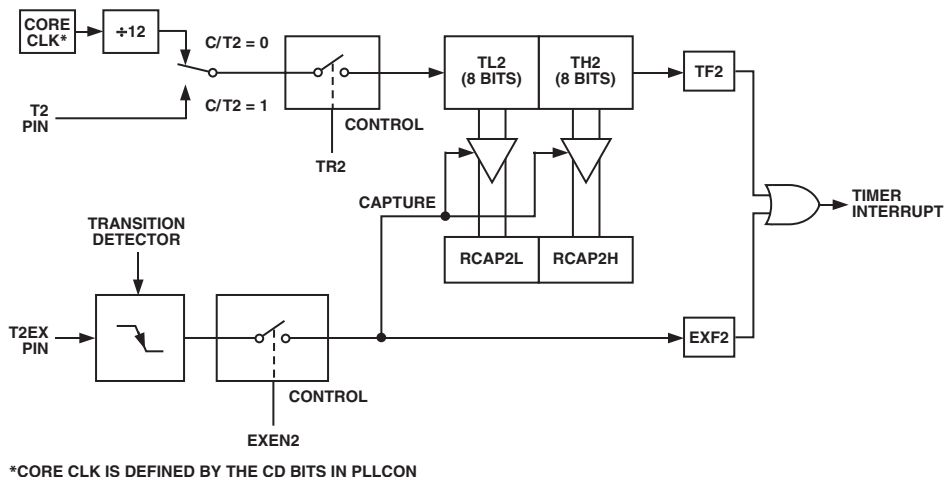 CORE
CLK*
÷12
C/T2 = 0
C/T2 = 1
T2
PIN
CONTROL
TR2
TL2
(8 BITS)
TH2
(8 BITS)
TF2
CAPTURE
RCAP2L
RCAP2H
TIMER
INTERRUPT
TRANSITION
DETECTOR
T2EX
PIN
CONTROL
EXEN2
EXF2
*CORE CLK IS DEFINED BY THE CD BITS IN PLLCON